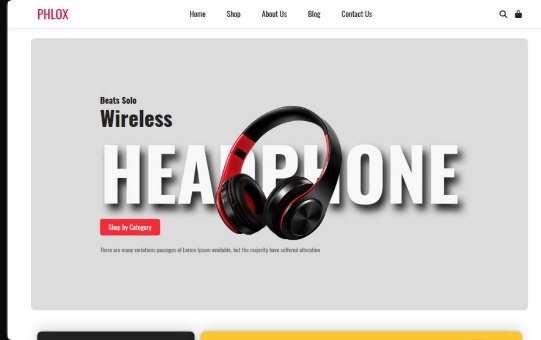 PHLOX
Home Shop About Us Blog Contact Us
Beats Solo
Wireless
HEADPHONE
Shop by Category
There are many variations passages of Lorem Ipsum available, but the majority have suffered alteration